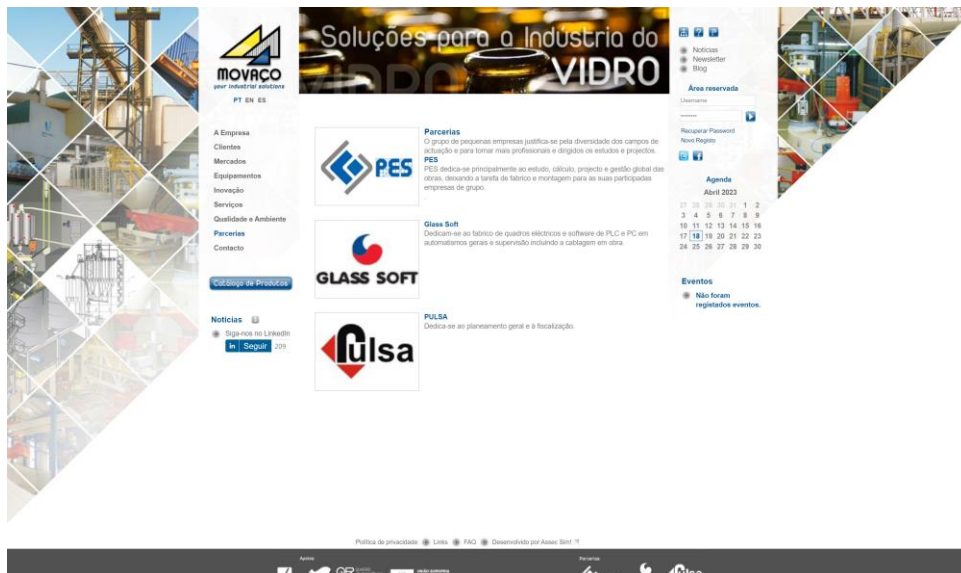 MOVAÇO
your industrial solutions
PT EN ES
Soluções para a Industria do
VIDRO
Notícias
Newsletter
Blog
Área reservada
Username
Recuperar Password
Novo Registo
A Empresa
Clientes
Mercados
Equipamentos
Inovação
Serviços
Qualidade e Ambiente
Parcerias
Contacto
Catálogo de Produtos
Notícias
Siga-nos no LinkedIn
in Seguir 209
PES
Parcerias
O grupo de pequenas empresas justifica-se pela diversidade dos campos de
actuação e para tornar mais profissionais e dirigidos os estudos e projectos.
PES
PES dedica-se principalmente ao estudo, cálculo, projecto e gestão global das
obras, deixando a tarefa de fabrico e montagem para as suas participadas
empresas de grupo.
GLASS SOFT
Glass Soft
Dedicam-se ao fabrico de quadros eléctricos e software de PLC e PC em
automatismos gerais e supervisão incluindo a cablagem em obra
Pulsa
PULSA
Dedica-se ao planeamento geral e à fiscalização.
Agenda
Abril 2023
27 28 29 30 31 1 2
3 4 5 6 7 8 9
10 11 12 13 14 15 16
17 18 19 20 21 22 23
24 25 26 27 28 29 30
Eventos
Não foram
registados eventos.
Política de privacidade Links FAQ Desenvolvido por Assec Sim!
Apoios
Parcerias
QR
UNIÃO EUROPEIA
Pulsa